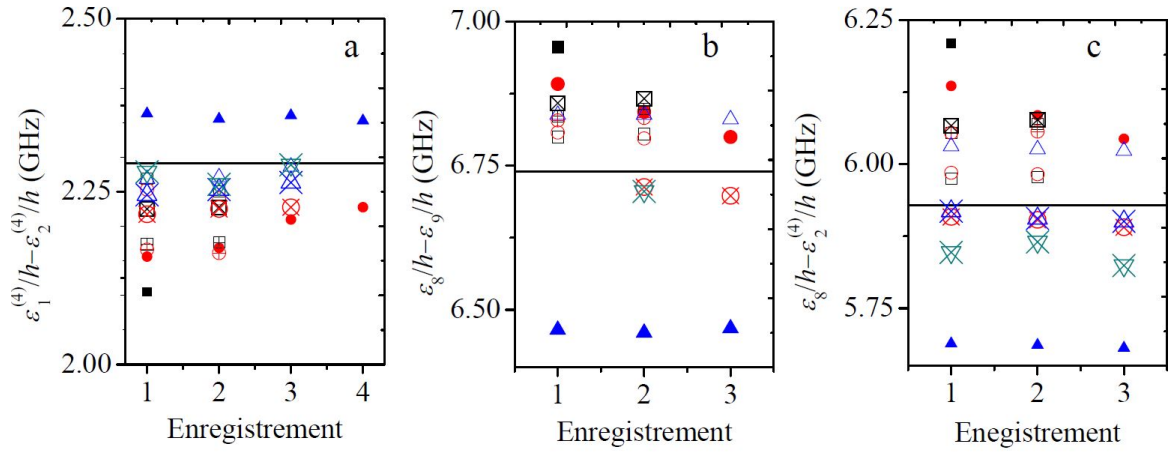 2.50
2.25
2.00
ε₁⁽⁴⁾/h−ε₂⁽⁴⁾/h (GHz)
a
1 2 3 4
Enregistrement
7.00
6.75
6.50
ε₈/h−ε₉/h (GHz)
b
1 2 3
Enregistrement
6.25
6.00
5.75
ε₈/h−ε₂⁽⁴⁾/h (GHz)
c
1 2 3
Enegistrement